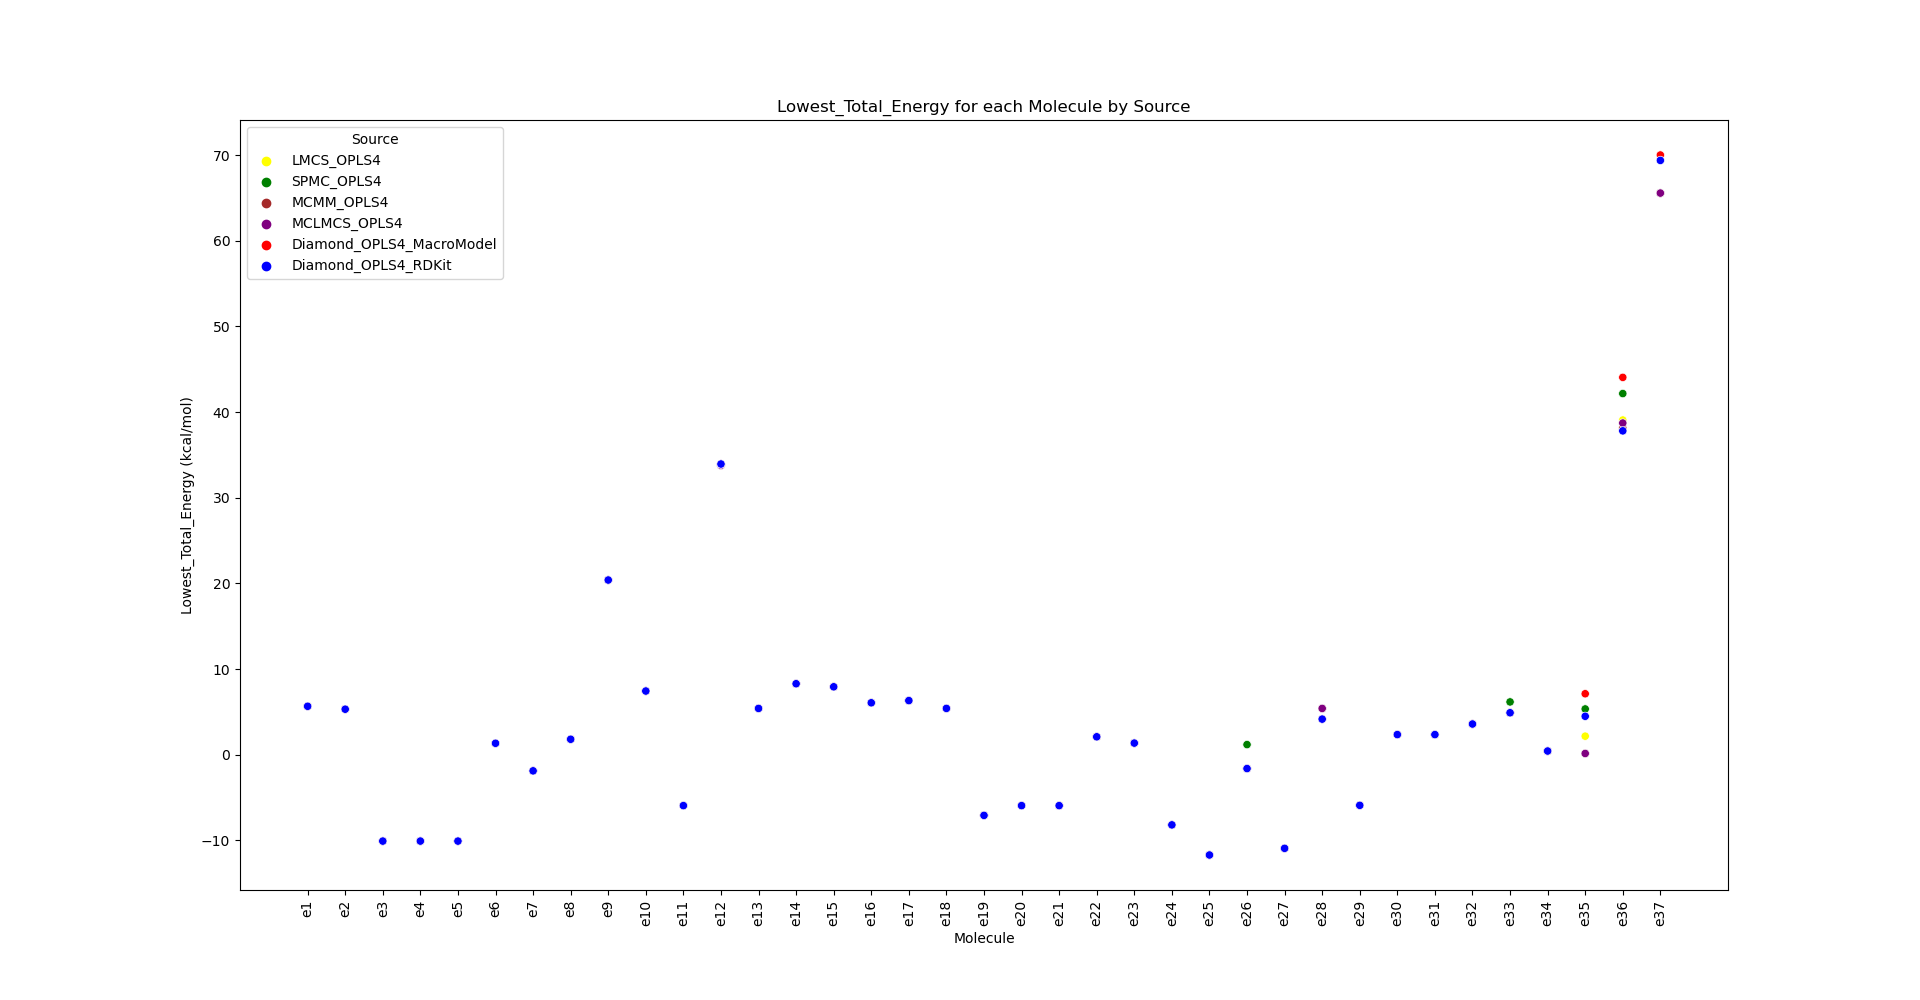 Lowest_Total_Energy for each Molecule by Source
Source
LMCS_OPLS4
SPMC_OPLS4
MCMM_OPLS4
MCLMCS_OPLS4
Diamond_OPLS4_MacroModel
Diamond_OPLS4_RDKit
Lowest_Total_Energy (kcal/mol)
70
60
50
40
30
20
10
0
−10
e1
e2
e3
e4
e5
e6
e7
e8
e9
e10
e11
e12
e13
e14
e15
e16
e17
e18
e19
e20
e21
e22
e23
e24
e25
e26
e27
e28
e29
e30
e31
e32
e33
e34
e35
e36
e37
Molecule